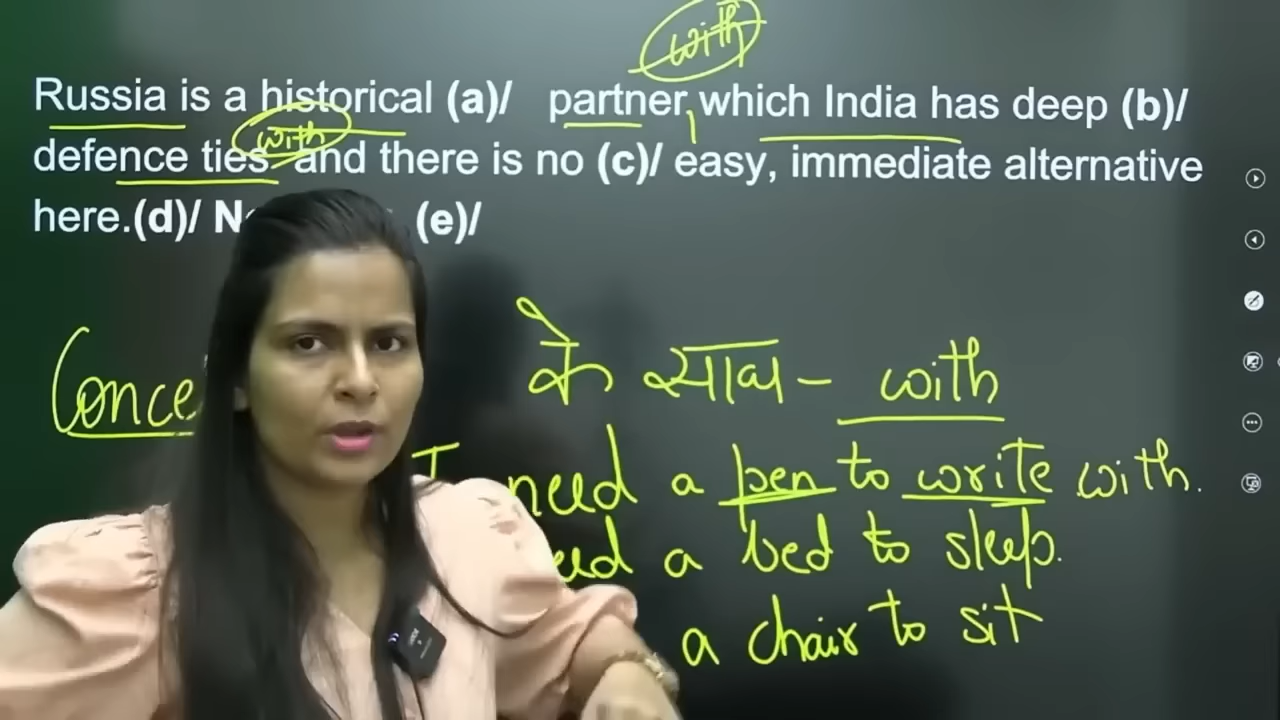 with
Russia is a historical (a)/ partner, which India has deep (b)/
with
defence ties and there is no (c)/ easy, immediate alternative
here.(d)/ (e)/
के साथ - with
I need a pen to write with.
a bed to sleep.
a chair to sit